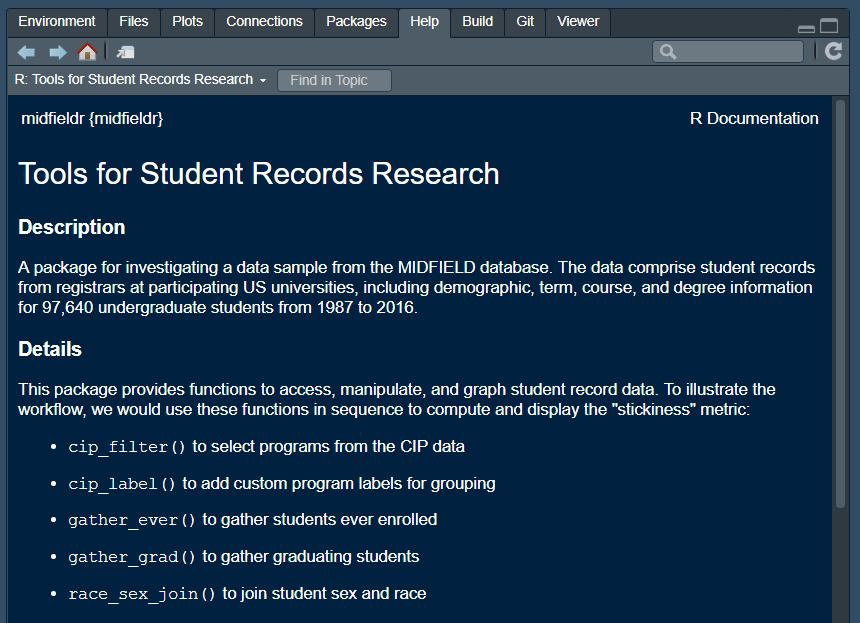 Environment Files Plots Connections Packages Help Build Git Viewer
R: Tools for Student Records Research Find in Topic
midfieldr {midfieldr} R Documentation
Tools for Student Records Research
Description
A package for investigating a data sample from the MIDFIELD database. The data comprise student records
from registrars at participating US universities, including demographic, term, course, and degree information
for 97,640 undergraduate students from 1987 to 2016.
Details
This package provides functions to access, manipulate, and graph student record data. To illustrate the
workflow, we would use these functions in sequence to compute and display the "stickiness" metric:
• cip_filter() to select programs from the CIP data
• cip_label() to add custom program labels for grouping
• gather_ever() to gather students ever enrolled
• gather_grad() to gather graduating students
• race_sex_join() to join student sex and race